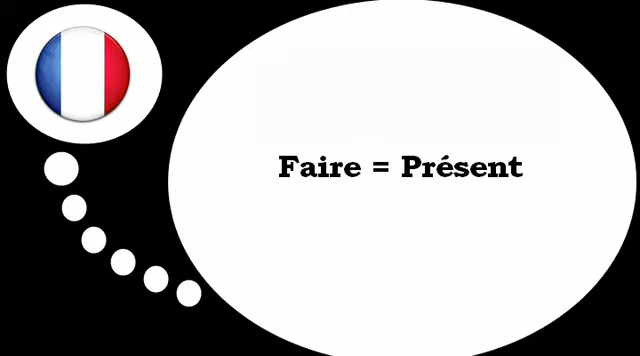 Faire = Présent